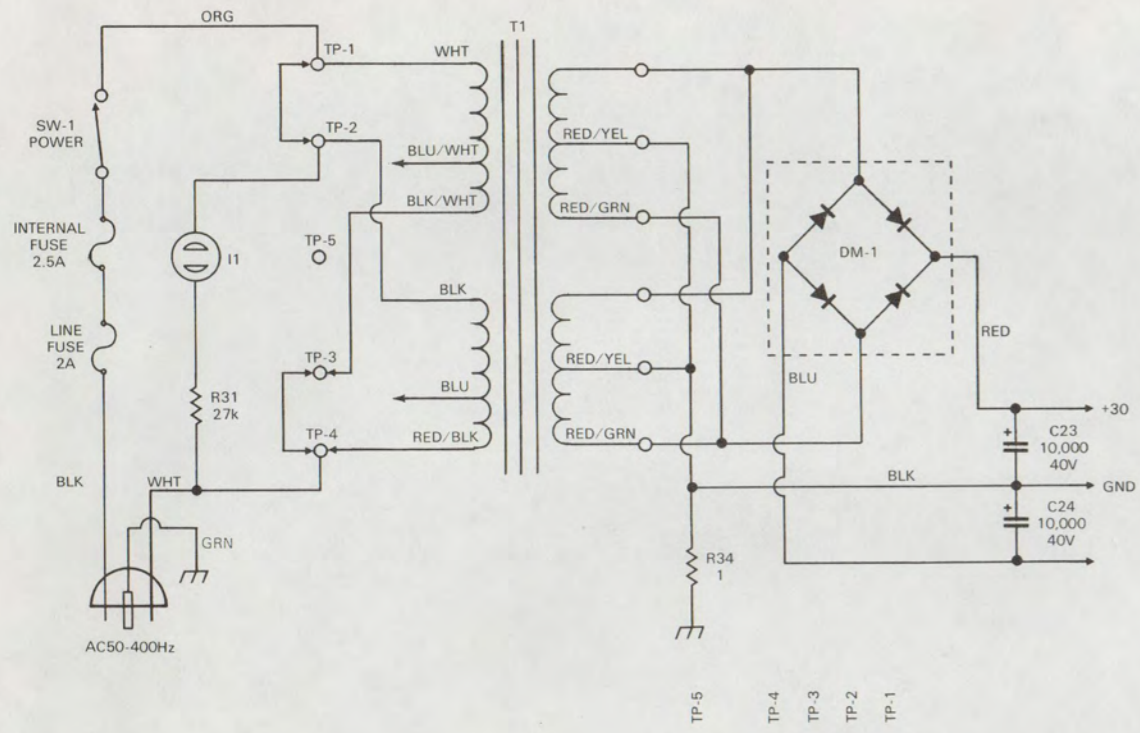 ORG
T1
TP-1
WHT
SW-1
POWER
TP-2
BLU/WHT
BLK/WHT
RED/YEL
RED/GRN
INTERNAL
FUSE
2.5A
I1
TP-5
DM-1
BLK
LINE
FUSE
2A
RED
TP-3
RED/YEL
BLU
R31
27k
BLU
TP-4
RED/BLK
RED/GRN
+30
+
C23
10,000
40V
BLK
WHT
BLK
GND
+
C24
10,000
40V
GRN
R34
1
AC50-400Hz
TP-5
TP-4
TP-3
TP-2
TP-1